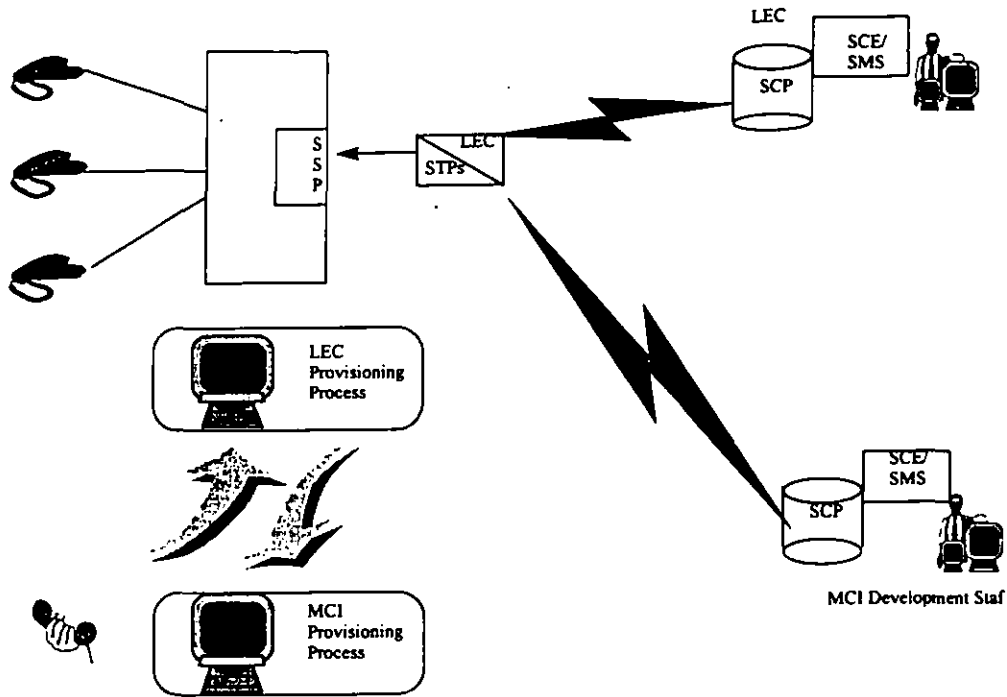 LEC
SCE/
SMS
SCP
S
S
P
LEC
STPs
LEC
Provisioning
Process
SCE/
SMS
SCP
MCI Development Staf
MCI
Provisioning
Process